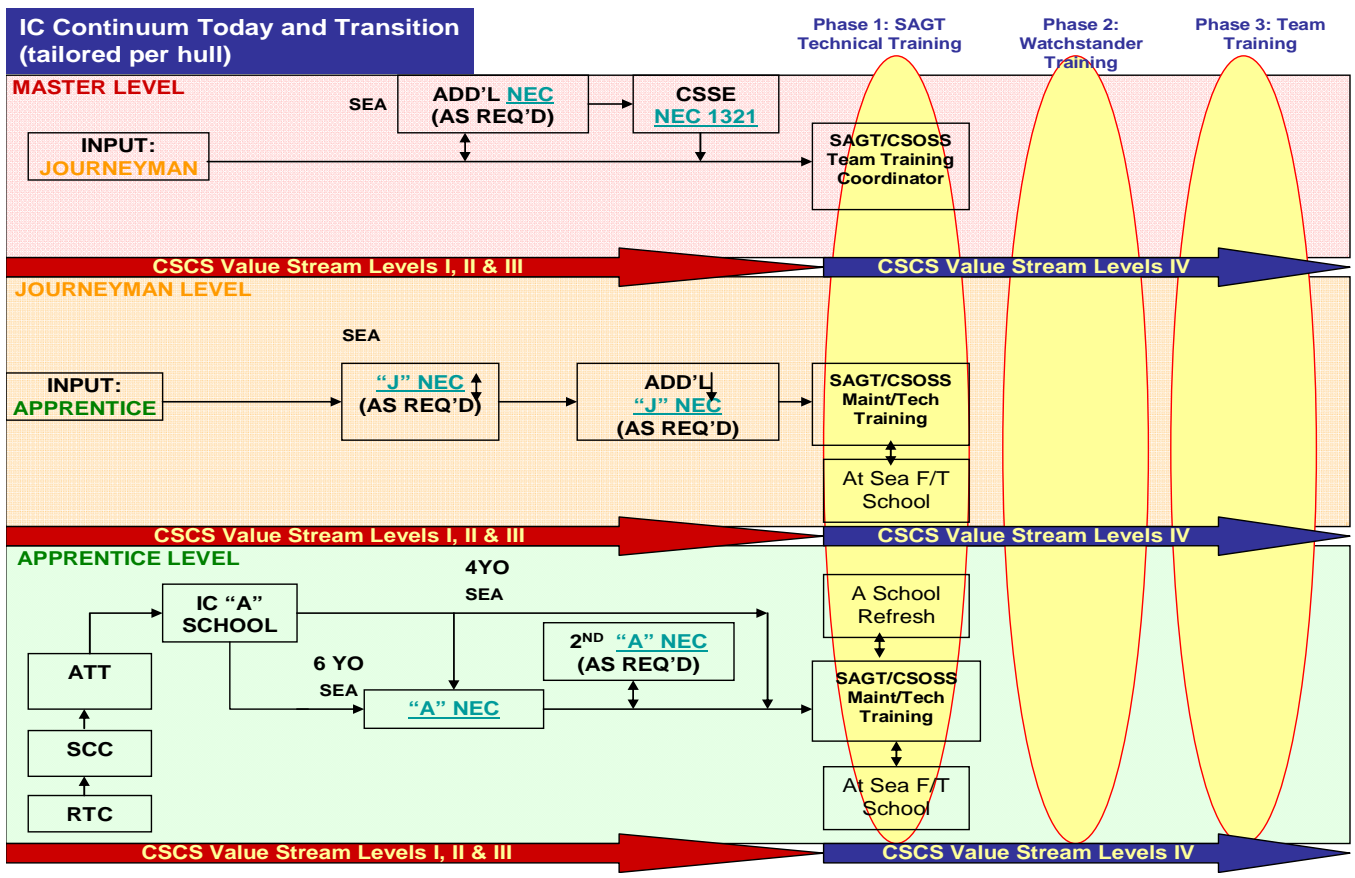 IC Continuum Today and Transition
(tailored per hull)
Phase 1: SAGT
Technical Training
Phase 2:
Watchstander
Training
Phase 3: Team
Training
MASTER LEVEL
SEA
ADD'L NEC
(AS REQ'D)
CSSE
NEC 1321
INPUT:
JOURNEYMAN
SAGT/CSOSS
Team Training
Coordinator
CSCS Value Stream Levels I, II & III
CSCS Value Stream Levels IV
JOURNEYMAN LEVEL
SEA
INPUT:
APPRENTICE
“J” NEC
(AS REQ'D)
ADD'L
“J” NEC
(AS REQ'D)
SAGT/CSOSS
Maint/Tech
Training
At Sea F/T
School
CSCS Value Stream Levels I, II & III
CSCS Value Stream Levels IV
APPRENTICE LEVEL
4YO
SEA
IC “A”
SCHOOL
A School
Refresh
2ND “A” NEC
(AS REQ'D)
ATT
6 YO
SEA
“A” NEC
SAGT/CSOSS
Maint/Tech
Training
SCC
At Sea F/T
School
RTC
CSCS Value Stream Levels I, II & III
CSCS Value Stream Levels IV